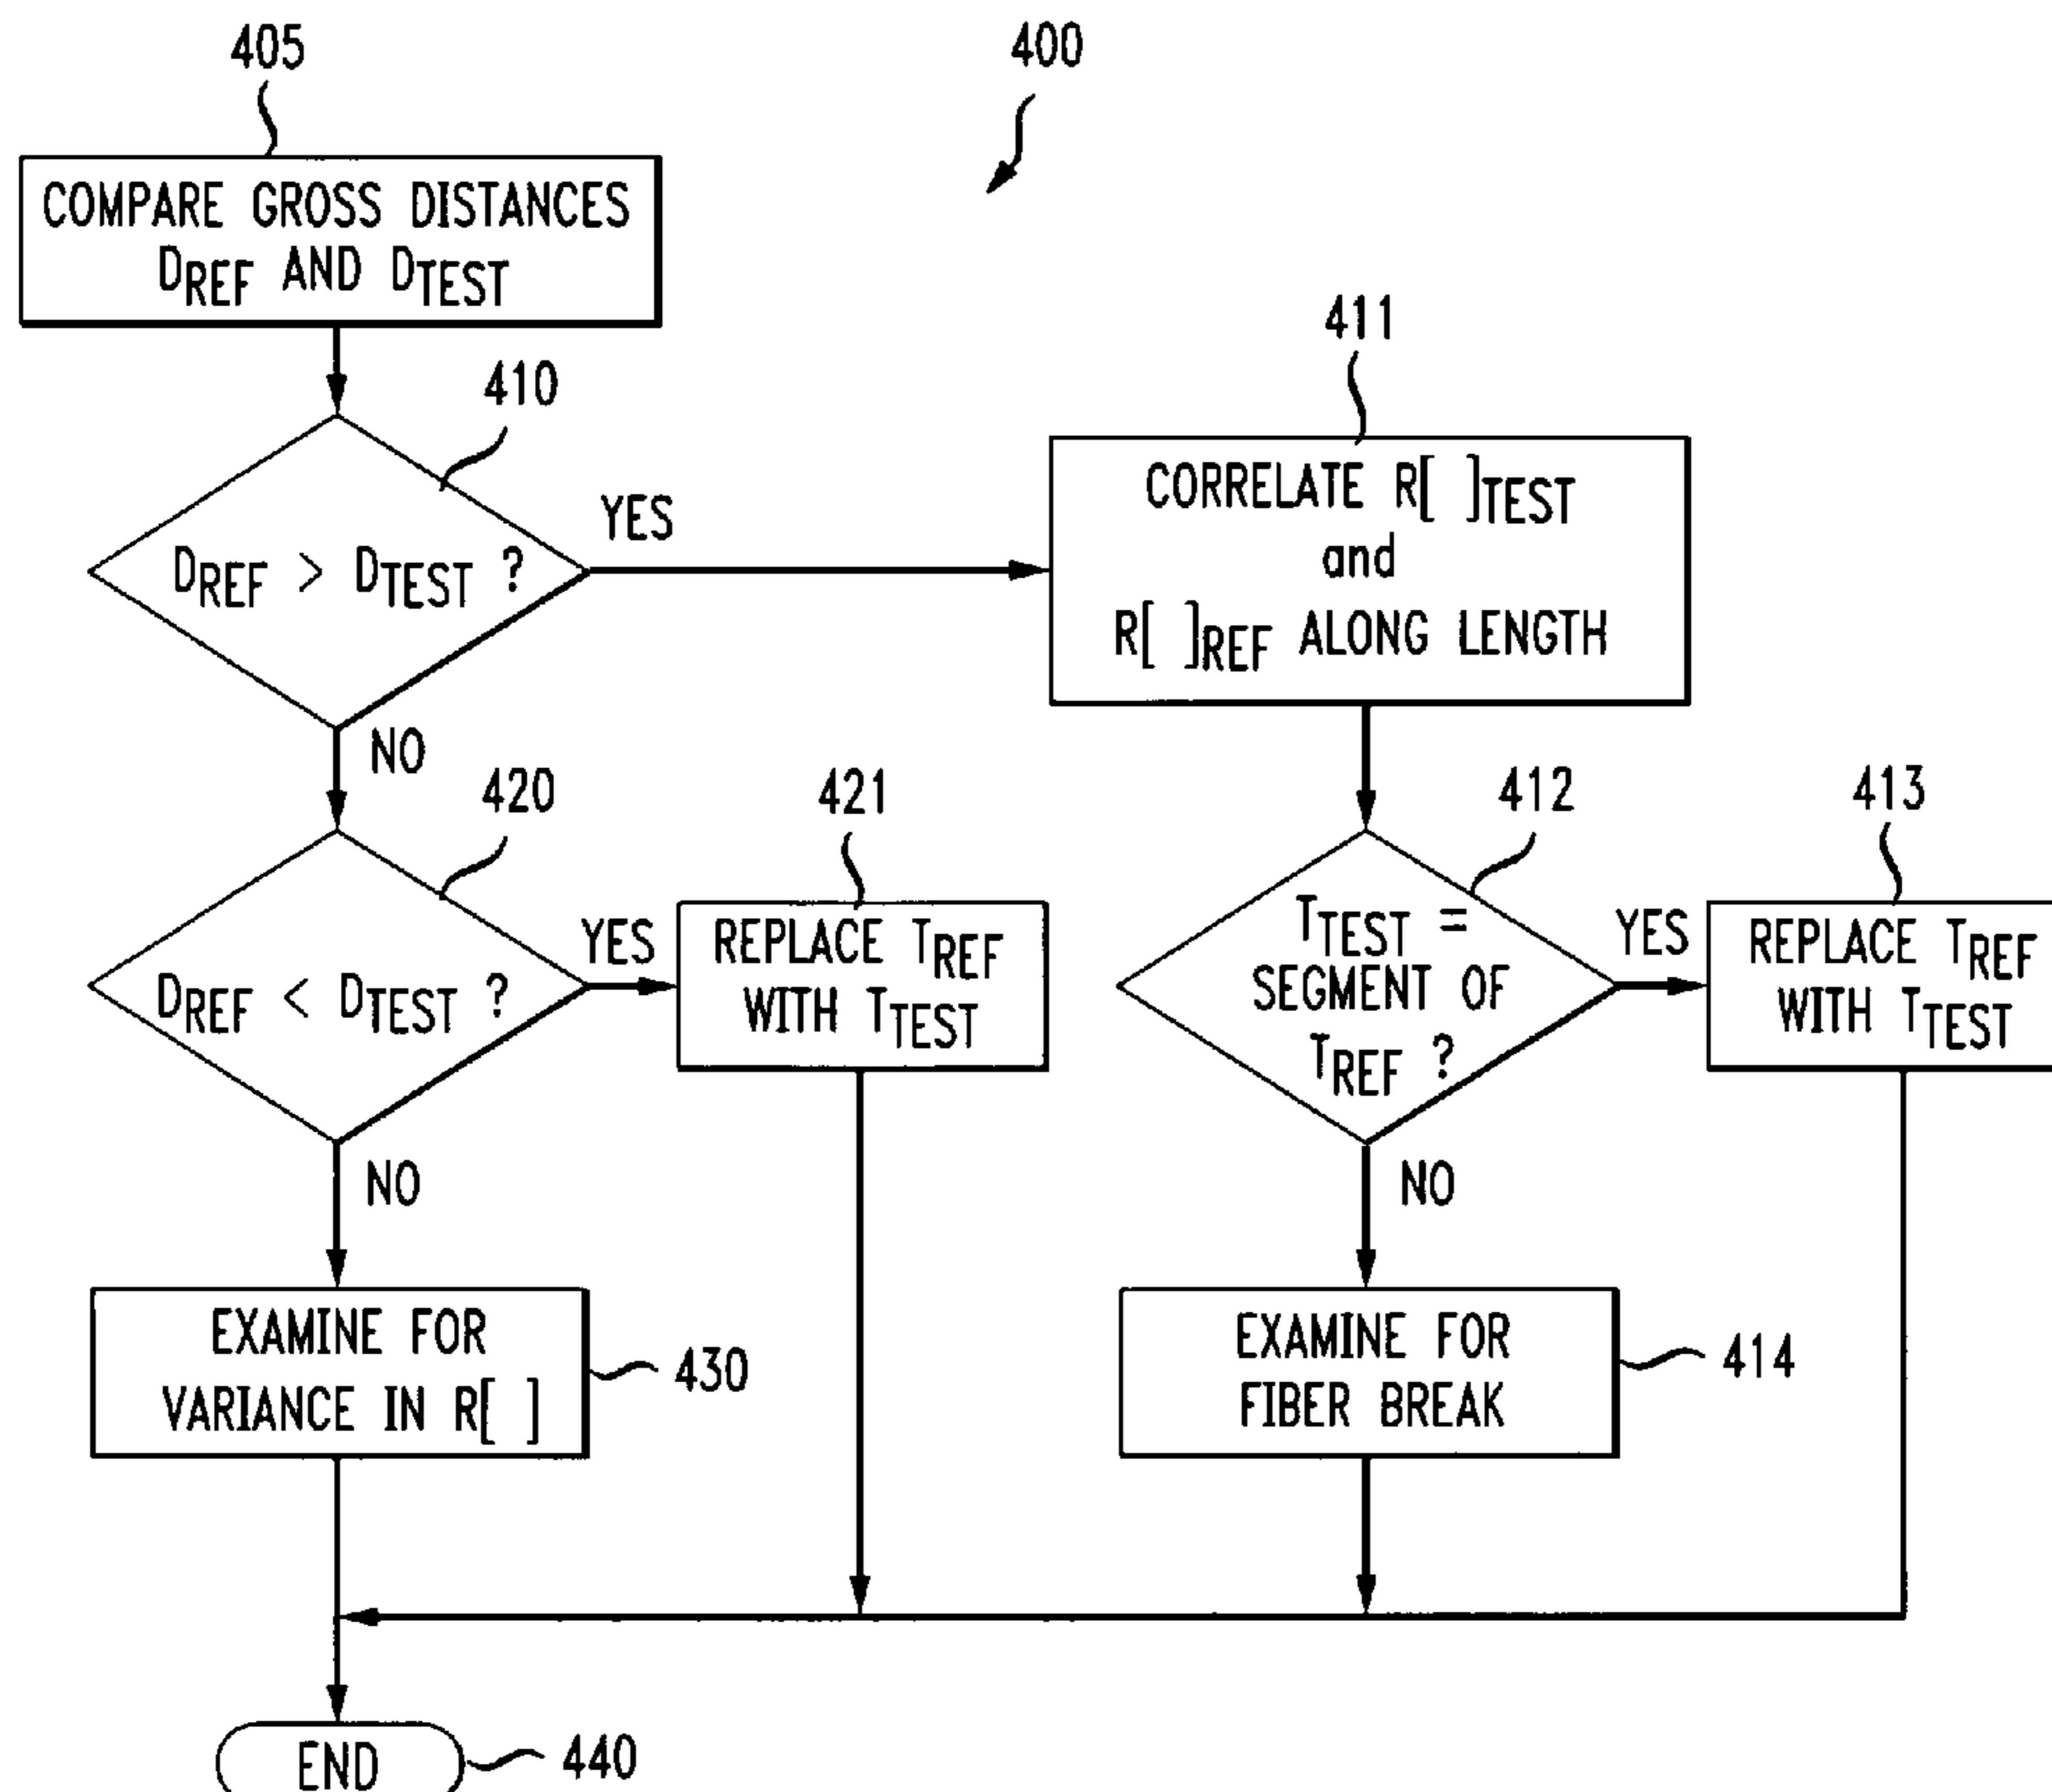 405
400
COMPARE GROSS DISTANCES
DREF AND DTEST
410
DREF > DTEST ?
YES
NO
411
CORRELATE R[ ]TEST
and
R[ ]REF ALONG LENGTH
420
DREF < DTEST ?
YES
NO
421
REPLACE TREF
WITH TTEST
412
TTEST =
SEGMENT OF
TREF ?
YES
NO
413
REPLACE TREF
WITH TTEST
EXAMINE FOR
VARIANCE IN R[ ]
430
EXAMINE FOR
FIBER BREAK
414
END
440